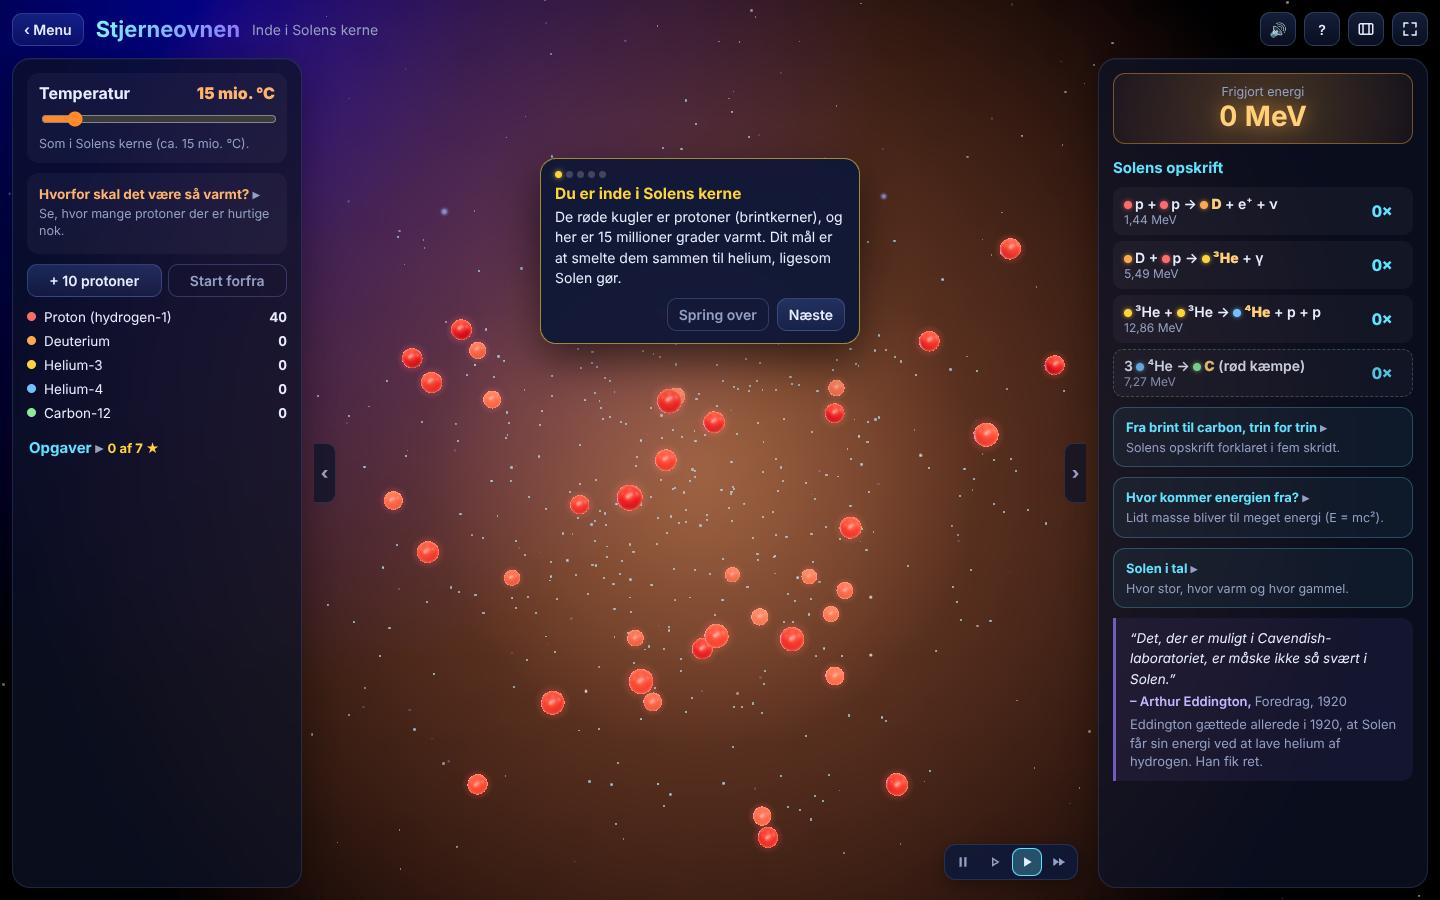 ‹ Menu
Stjerneovnen
Inde i Solens kerne
?
Temperatur
15 mio. °C
Som i Solens kerne (ca. 15 mio. °C).
Hvorfor skal det være så varmt? ▸
Se, hvor mange protoner der er hurtige
nok.
+ 10 protoner
Start forfra
Proton (hydrogen-1) 40
Deuterium 0
Helium-3 0
Helium-4 0
Carbon-12 0
Opgaver ▸ 0 af 7 ★
Du er inde i Solens kerne
De røde kugler er protoner (brintkerner), og
her er 15 millioner grader varmt. Dit mål er
at smelte dem sammen til helium, ligesom
Solen gør.
Spring over
Næste
‹
›
Frigjort energi
0 MeV
Solens opskrift
p + p → D + e⁺ + ν
1,44 MeV
0×
D + p → ³He + γ
5,49 MeV
0×
³He + ³He → ⁴He + p + p
12,86 MeV
0×
3 ⁴He → C (rød kæmpe)
7,27 MeV
0×
Fra brint til carbon, trin for trin ▸
Solens opskrift forklaret i fem skridt.
Hvor kommer energien fra? ▸
Lidt masse bliver til meget energi (E = mc²).
Solen i tal ▸
Hvor stor, hvor varm og hvor gammel.
”Det, der er muligt i Cavendish-
laboratoriet, er måske ikke så svært i
Solen.”
– Arthur Eddington, Foredrag, 1920
Eddington gættede allerede i 1920, at Solen
får sin energi ved at lave helium af
hydrogen. Han fik ret.